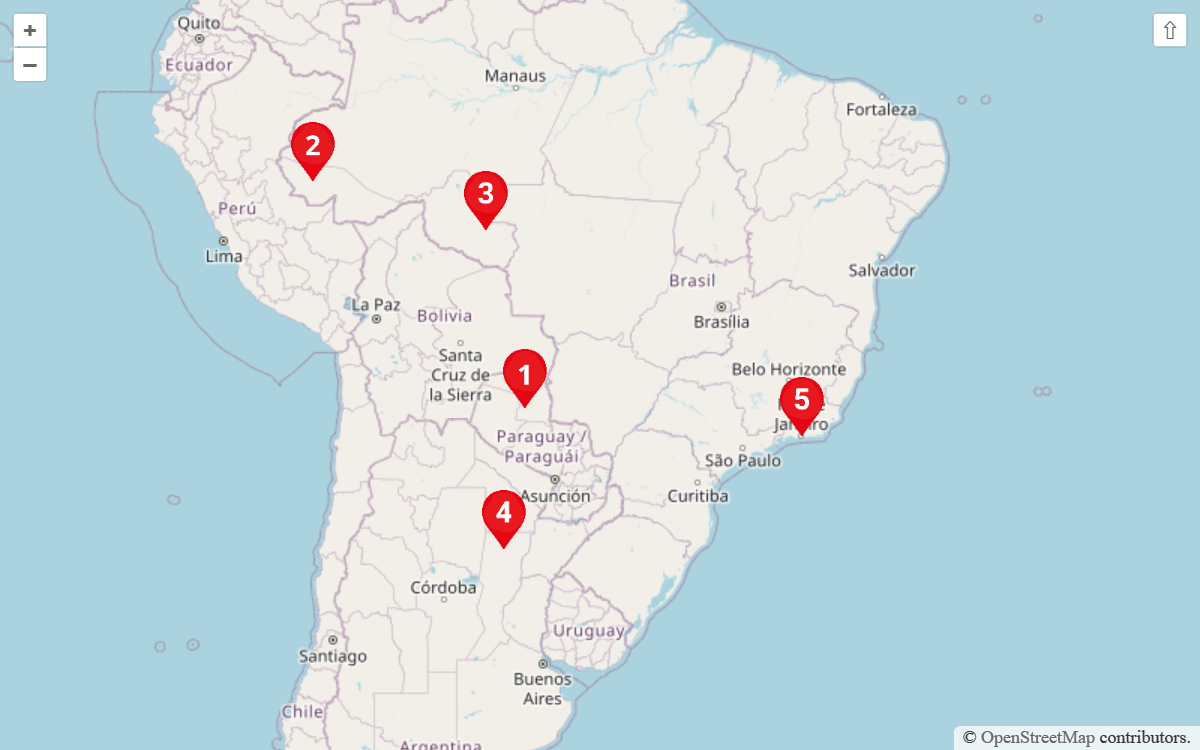 +
−
⇧
Quito
Ecuador
Manaus
Fortaleza
2
3
Perú
Lima
Salvador
Brasil
La Paz
Bolivia
Brasília
Santa
Cruz de
la Sierra
1
Belo Horizonte
5
Janeiro
Paraguay /
Paraguái
São Paulo
Asunción
Curitiba
4
Córdoba
Uruguay
Santiago
Buenos
Aires
Chile
Argentina
© OpenStreetMap contributors.